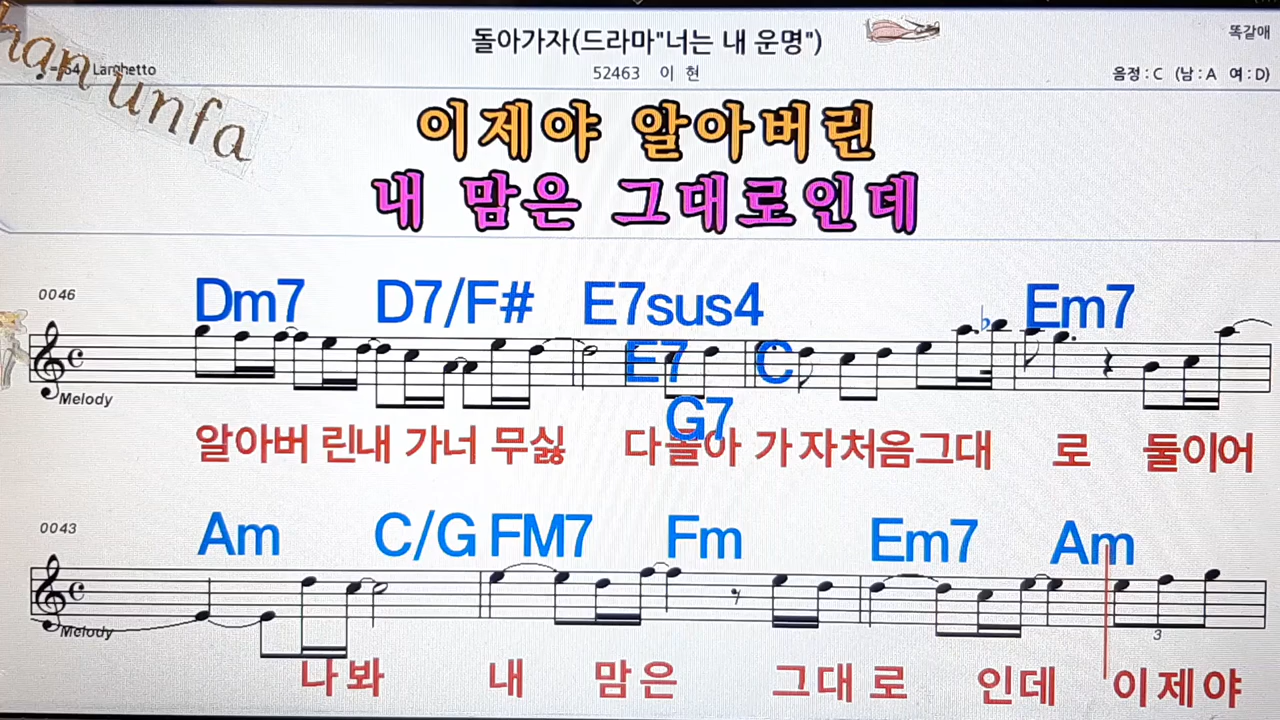 돌아가자(드라마"너는 내 운명")
똑같애
Larghetto
52463 이 현
음정 : C (남 : A 여 : D)
han unfa
이제야 알아버린
내 맘은 그대로인데
0046
Dm7 D7/F# E7sus4 Em7
E7 C
G7
Melody
알아버 린내 가너 무싫 다돌아 가자처음그대 로 둘이어
0043
Am C/G FM7 Fm Em7 Am
Melody
3
나봐 내 맘은 그대로 인데 이제야